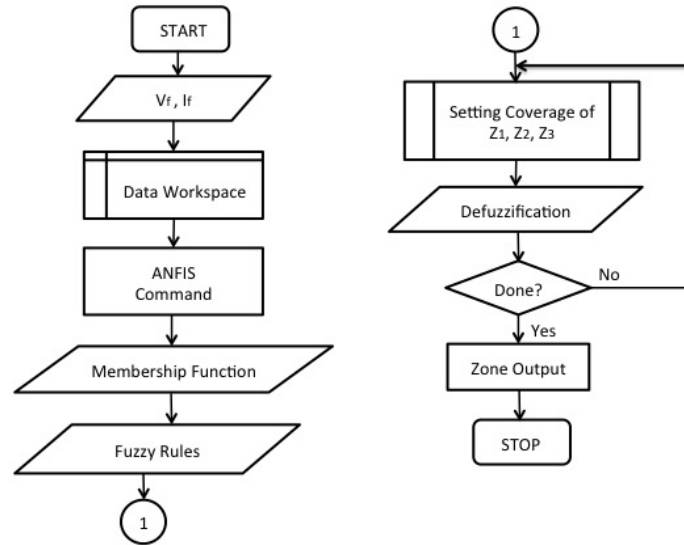 START
Vf , If
Data Workspace
ANFIS
Command
Membership Function
Fuzzy Rules
1
1
Setting Coverage of
Z1, Z2, Z3
Defuzzification
Done?
No
Yes
Zone Output
STOP